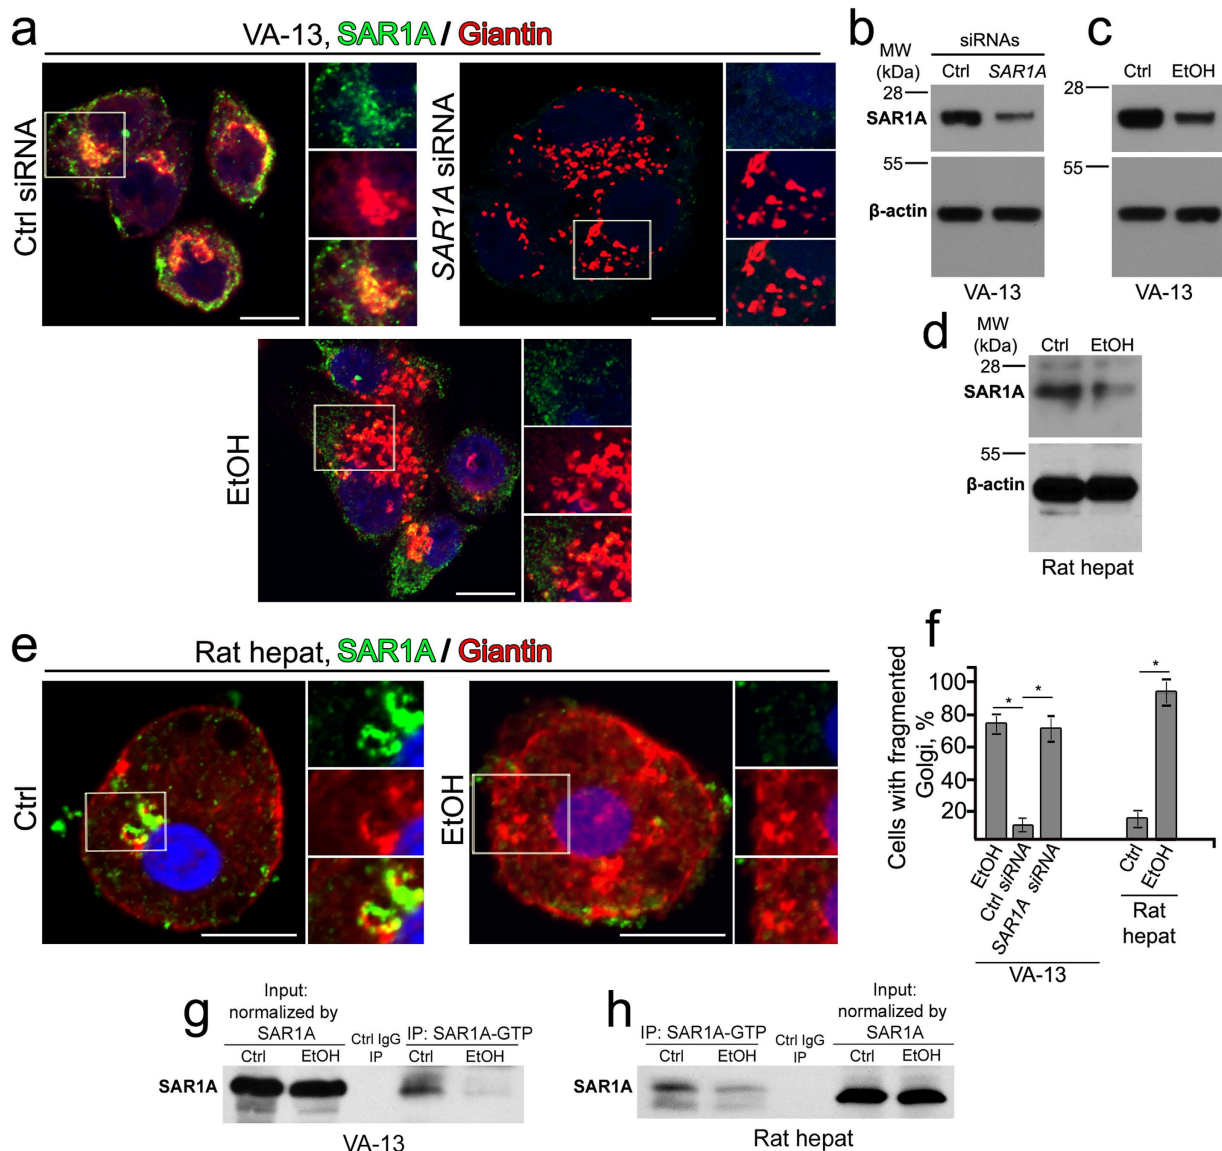 a
VA-13, SAR1A / Giantin
Ctrl siRNA
SAR1A siRNA
EtOH
b
MW
(kDa)
siRNAs
Ctrl SAR1A
28
SAR1A
55
β-actin
VA-13
c
Ctrl EtOH
28
55
VA-13
d
MW
(kDa)
Ctrl EtOH
28
SAR1A
55
β-actin
Rat hepat
e
Rat hepat, SAR1A / Giantin
Ctrl
EtOH
f
Cells with fragmented
Golgi, %
100
80
60
40
20
* * *
EtOH
Ctrl siRNA
SAR1A siRNA
VA-13
Ctrl
EtOH
Rat
hepat
g
Input:
normalized by
SAR1A
Ctrl EtOH
Ctrl IgG
IP
IP: SAR1A-GTP
Ctrl EtOH
SAR1A
VA-13
h
IP: SAR1A-GTP
Ctrl EtOH
Ctrl IgG
IP
Input:
normalized by
SAR1A
Ctrl EtOH
SAR1A
Rat hepat